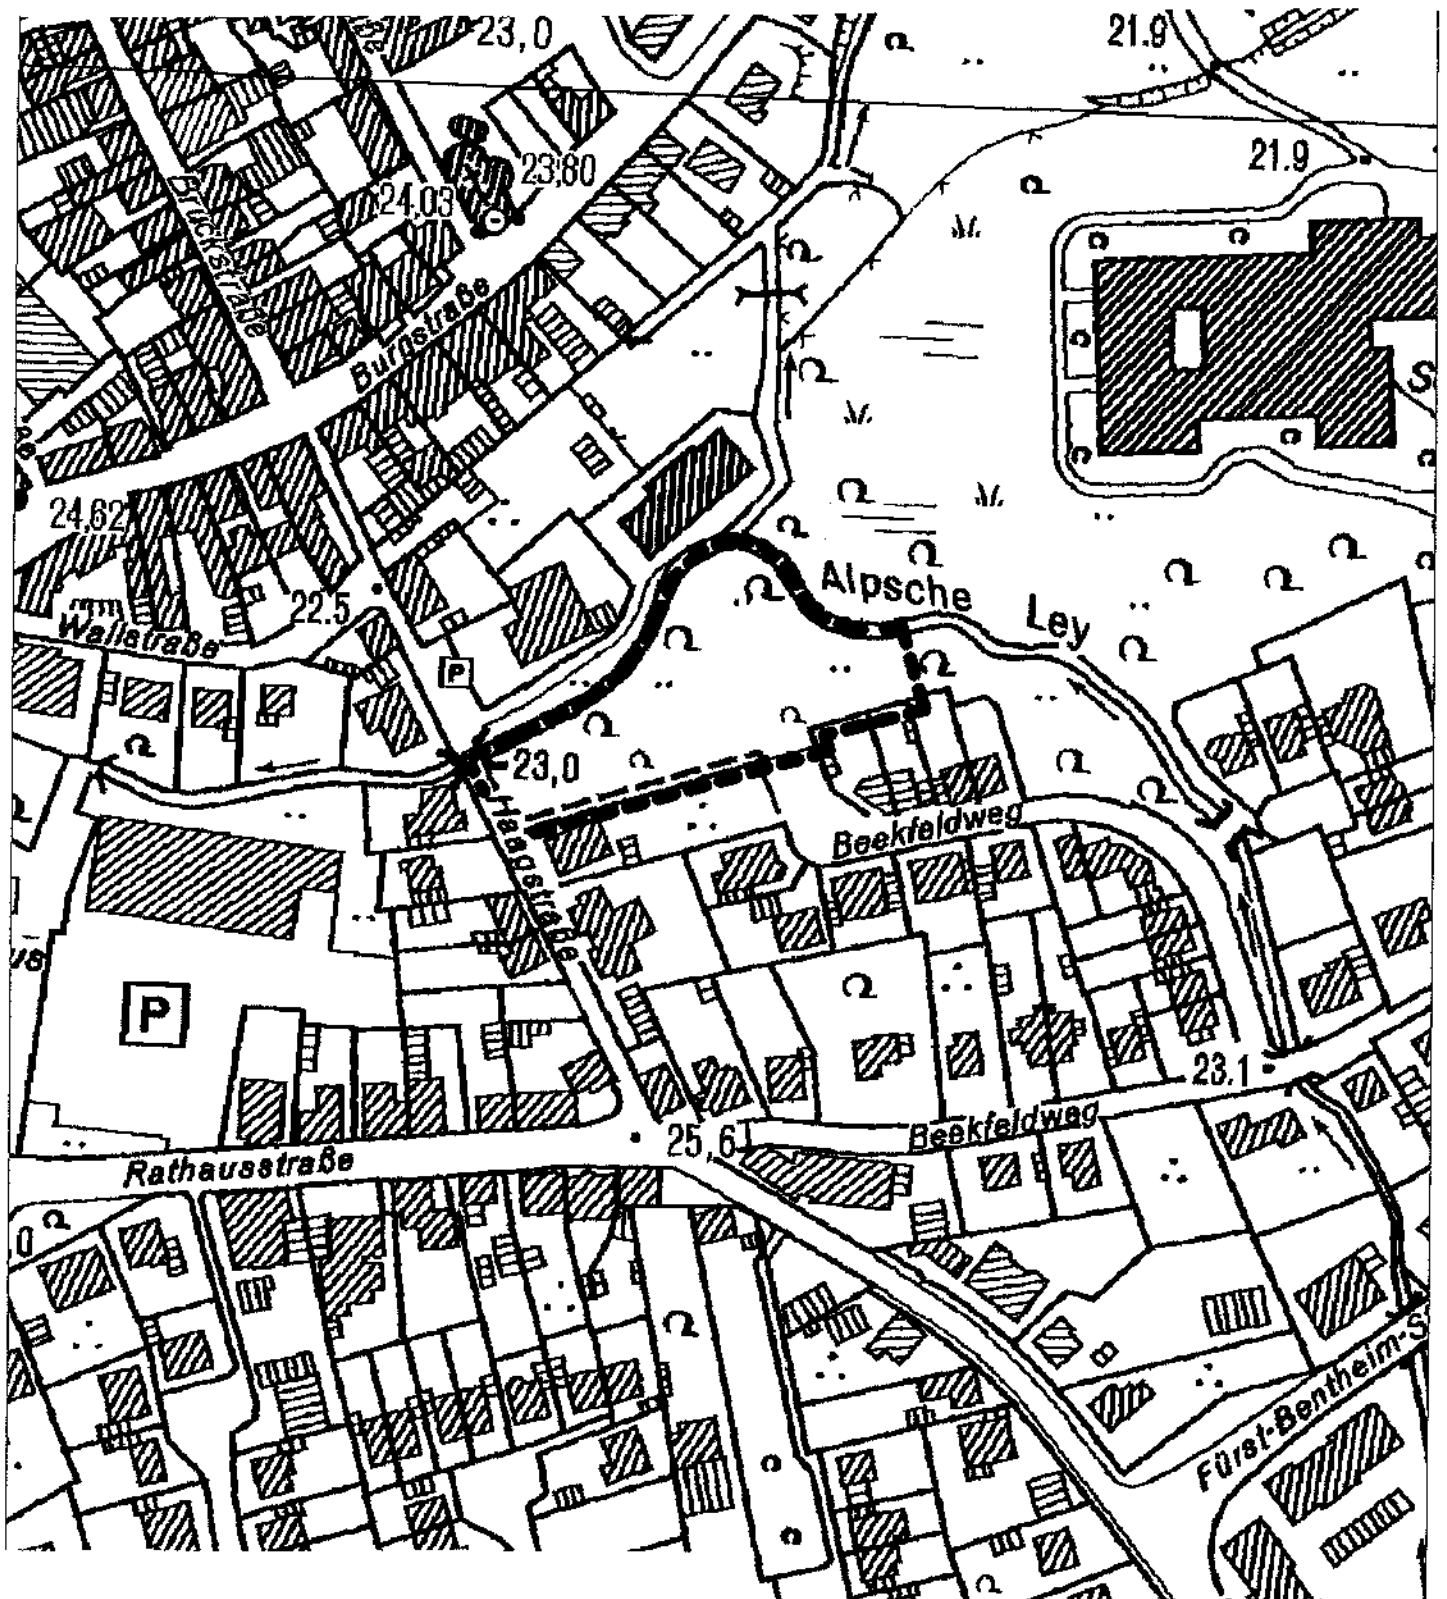 23,0
21.9
21.9
23,80
24,03
Brückstraße
Burgstraße
24,62
22.5
Wallstraße
P
Alpsche
Ley
23,0
Haagstraße
Beekfeldweg
P
23.1
Beekfeldweg
25,6
Rathausstraße
Fürst-Bentheim-S